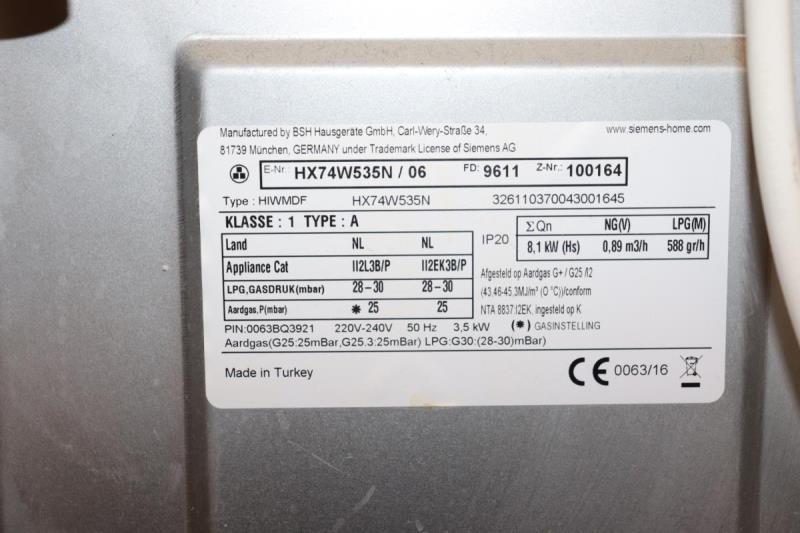 Manufactured by BSH Hausgeräte GmbH, Carl-Wery-Straße 34, www.siemens-home.com
81739 München, GERMANY under Trademark License of Siemens AG
E-Nr.: HX74W535N / 06 FD: 9611 Z-Nr.: 100164
Type : HIWMDF HX74W535N 326110370043001645
KLASSE : 1 TYPE : A
Land NL NL
Appliance Cat II2L3B/P II2EK3B/P
LPG,GASDRUK(mbar) 28-30 28-30
Aardgas,P(mbar) ✱ 25 25
IP20
ΣQn NG(V) LPG(M)
8,1 kW (Hs) 0,89 m3/h 588 gr/h
Afgesteld op Aardgas G+ / G25 /I2
(43,46-45,3MJ/m³ (O °C))/conform
NTA 8837:I2EK, ingesteld op K
PIN:0063BQ3921 220V-240V 50 Hz 3,5 kW (✱) GASINSTELLING
Aardgas(G25:25mBar,G25.3:25mBar) LPG:G30:(28-30)mBar)
Made in Turkey CE 0063/16